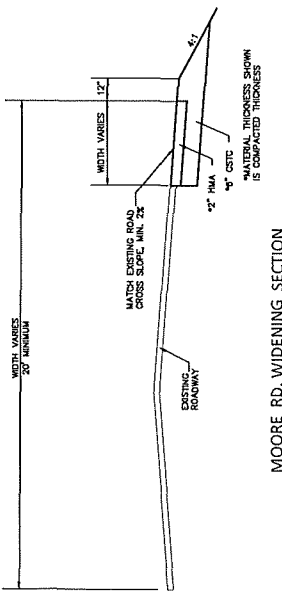 WIDTH VARIES
20' MINIMUM
WIDTH VARIES 12"
4:1
MATCH EXISTING ROAD
CROSS SLOPE, MIN. 2%
EXISTING
ROADWAY
*2" HMA
*6" CSTC
*MATERIAL THICKNESS SHOWN
IS COMPACTED THICKNESS
MOORE RD. WIDENING SECTION